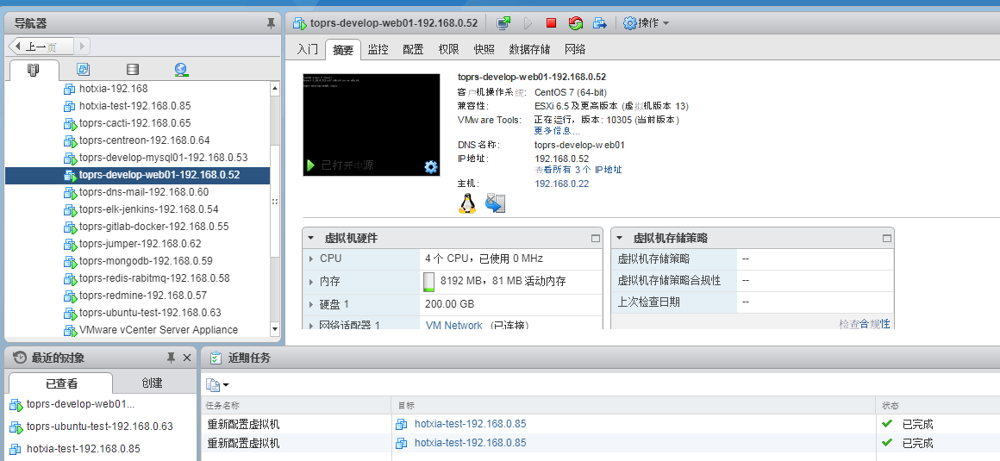 导航器
上一页
hotxia-192.168
hotxia-test-192.168.0.85
toprs-cacti-192.168.0.65
toprs-centreon-192.168.0.64
toprs-develop-mysql01-192.168.0.53
toprs-develop-web01-192.168.0.52
toprs-dns-mail-192.168.0.60
toprs-elk-jenkins-192.168.0.54
toprs-gitlab-docker-192.168.0.55
toprs-jumper-192.168.0.62
toprs-mongodb-192.168.0.59
toprs-redis-rabitmq-192.168.0.58
toprs-redmine-192.168.0.57
toprs-ubuntu-test-192.168.0.63
VMware vCenter Server Appliance
toprs-develop-web01-192.168.0.52 操作
入门 摘要 监控 配置 权限 快照 数据存储 网络
已打开电源
toprs-develop-web01-192.168.0.52
客户机操作系统: CentOS 7 (64-bit)
兼容性: ESXi 6.5 及更高版本 (虚拟机版本 13)
VMware Tools: 正在运行，版本: 10305 (当前版本)
更多信息...
DNS 名称: toprs-develop-web01
IP 地址: 192.168.0.52
查看所有 3 个 IP 地址
主机: 192.168.0.22
虚拟机硬件
CPU 4 个 CPU，已使用 0 MHz
内存 8192 MB，81 MB 活动内存
硬盘 1 200.00 GB
网络适配器 1 VM Network (已连接)
虚拟机存储策略
虚拟机存储策略 --
虚拟机存储策略合规性 --
上次检查日期 --
检查合规性
最近的对象
已查看 创建
toprs-develop-web01...
toprs-ubuntu-test-192.168.0.63
hotxia-test-192.168.0.85
近期任务
任务名称 目标 状态
重新配置虚拟机 hotxia-test-192.168.0.85 已完成
重新配置虚拟机 hotxia-test-192.168.0.85 已完成